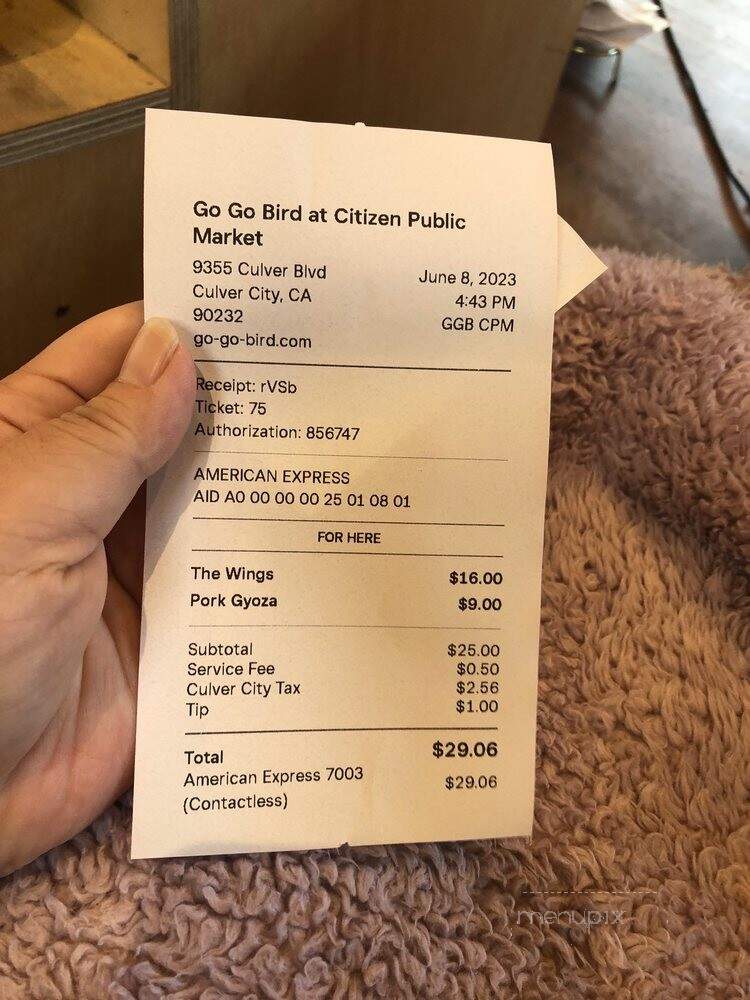 Go Go Bird at Citizen Public
Market
9355 Culver Blvd
Culver City, CA
90232
go-go-bird.com
June 8, 2023
4:43 PM
GGB CPM
Receipt: rVSb
Ticket: 75
Authorization: 856747
AMERICAN EXPRESS
AID A0 00 00 00 25 01 08 01
FOR HERE
The Wings $16.00
Pork Gyoza $9.00
Subtotal $25.00
Service Fee $0.50
Culver City Tax $2.56
Tip $1.00
Total $29.06
American Express 7003 $29.06
(Contactless)
menupix